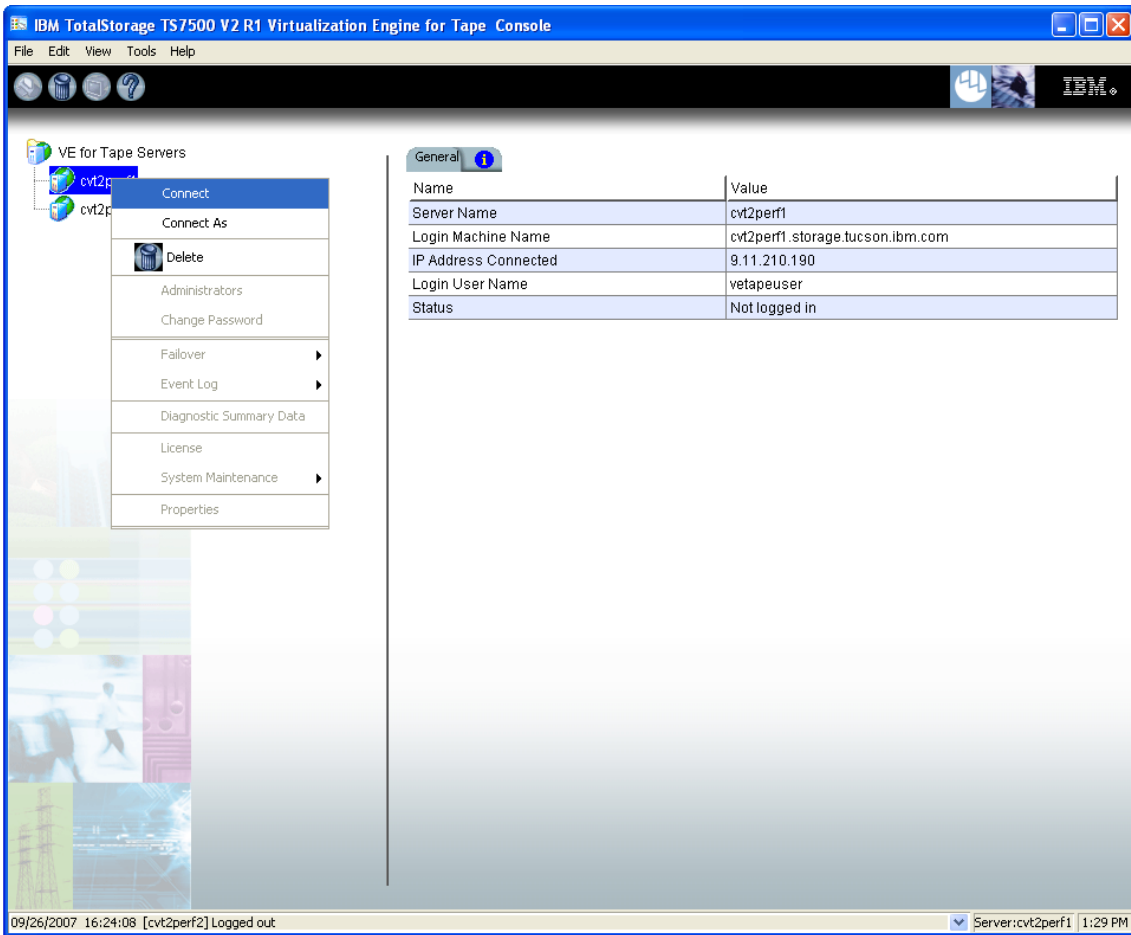 IBM TotalStorage TS7500 V2 R1 Virtualization Engine for Tape Console
File Edit View Tools Help
IBM
VE for Tape Servers
cvt2perf1
cvt2p
Connect
Connect As
Delete
Administrators
Change Password
Failover
Event Log
Diagnostic Summary Data
License
System Maintenance
Properties
General i
Name Value
Server Name cvt2perf1
Login Machine Name cvt2perf1.storage.tucson.ibm.com
IP Address Connected 9.11.210.190
Login User Name vetapeuser
Status Not logged in
09/26/2007 16:24:08 [cvt2perf2] Logged out
Server:cvt2perf1 1:29 PM